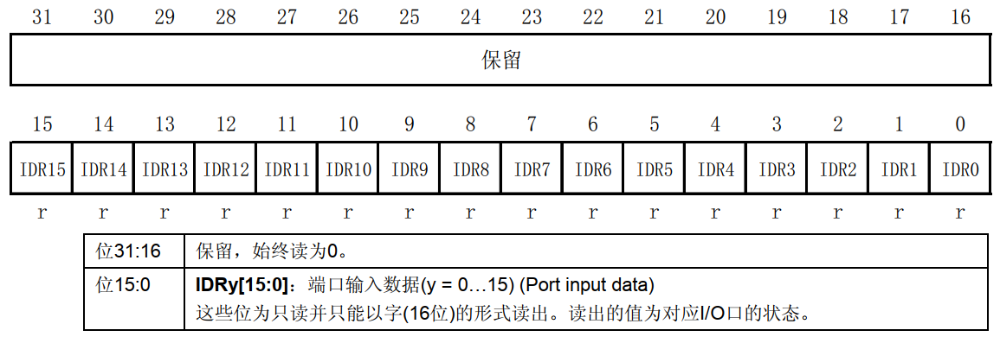 31 30 29 28 27 26 25 24 23 22 21 20 19 18 17 16
保留
15 14 13 12 11 10 9 8 7 6 5 4 3 2 1 0
IDR15 IDR14 IDR13 IDR12 IDR11 IDR10 IDR9 IDR8 IDR7 IDR6 IDR5 IDR4 IDR3 IDR2 IDR1 IDR0
r r r r r r r r r r r r r r r r
位31:16 保留，始终读为0。
位15:0 IDRy[15:0]：端口输入数据(y = 0…15) (Port input data)
这些位为只读并只能以字(16位)的形式读出。读出的值为对应I/O口的状态。